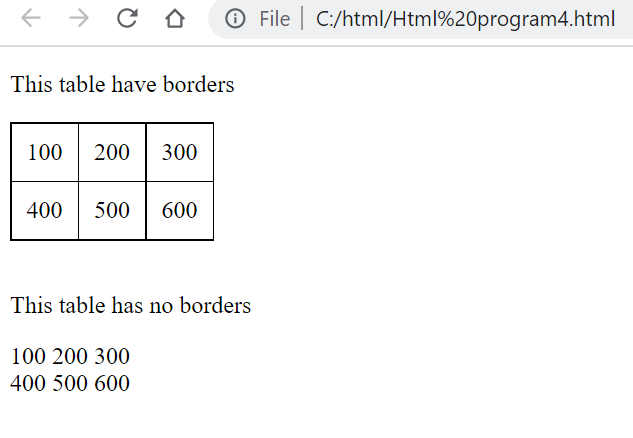 File | C:/html/Html%20program4.html
This table have borders
100 200 300
400 500 600
This table has no borders
100 200 300
400 500 600